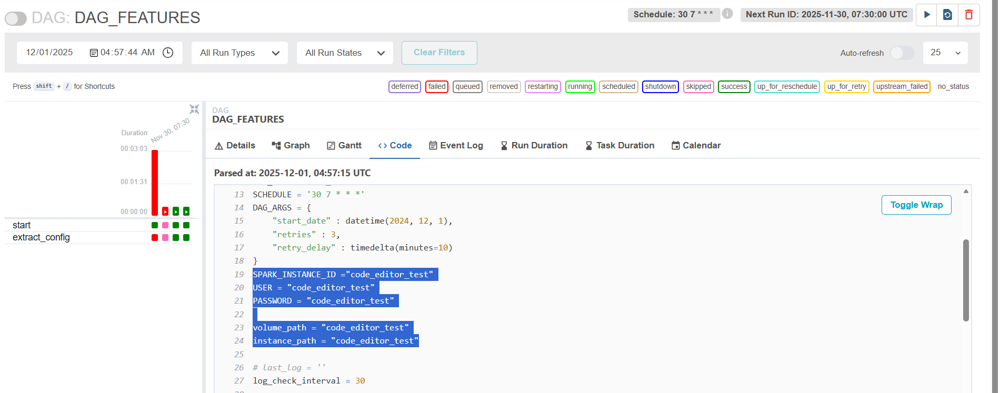 DAG: DAG_FEATURES
Schedule: 30 7 * * *
Next Run ID: 2025-11-30, 07:30:00 UTC
12/01/2025 04:57:44 AM
All Run Types
All Run States
Clear Filters
Auto-refresh
25
Press shift + / for Shortcuts
deferred failed queued removed restarting running scheduled shutdown skipped success up_for_reschedule up_for_retry upstream_failed no_status
Duration
Nov 30, 07:30
00:03:03
00:01:31
00:00:00
start
extract_config
DAG
DAG_FEATURES
Details
Graph
Gantt
<> Code
Event Log
Run Duration
Task Duration
Calendar
Parsed at: 2025-12-01, 04:57:15 UTC
Toggle Wrap
13 SCHEDULE = '30 7 * * *'
14 DAG_ARGS = {
15     "start_date" : datetime(2024, 12, 1),
16     "retries" : 3,
17     "retry_delay" : timedelta(minutes=10)
18 }
19 SPARK_INSTANCE_ID ="code_editor_test"
20 USER = "code_editor_test"
21 PASSWORD = "code_editor_test"
22
23 volume_path = "code_editor_test"
24 instance_path = "code_editor_test"
25
26 # last_log = ''
27 log_check_interval = 30